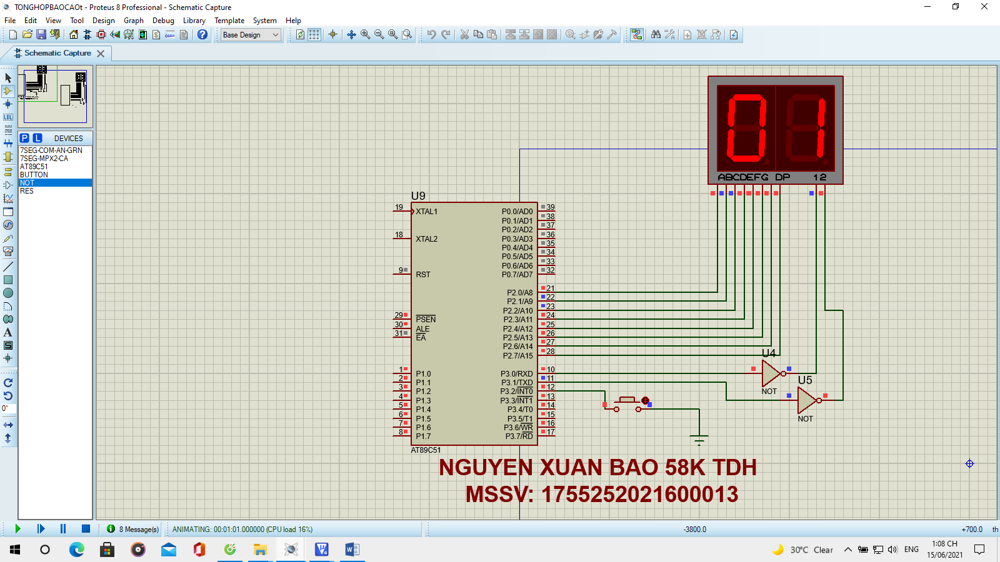 TONGHOPBAOCAOt - Proteus 8 Professional - Schematic Capture
File Edit View Tool Design Graph Debug Library Template System Help
Base Design
Schematic Capture
P L DEVICES
7SEG-COM-AN-GRN
7SEG-MPX2-CA
AT89C51
BUTTON
NOT
RES
LBL
A
S
0°
01
ABCDEFG DP 12
U9
19 XTAL1
18 XTAL2
9 RST
29 PSEN
30 ALE
31 EA
1 P1.0
2 P1.1
3 P1.2
4 P1.3
5 P1.4
6 P1.5
7 P1.6
8 P1.7
P0.0/AD0 39
P0.1/AD1 38
P0.2/AD2 37
P0.3/AD3 36
P0.4/AD4 35
P0.5/AD5 34
P0.6/AD6 33
P0.7/AD7 32
P2.0/A8 21
P2.1/A9 22
P2.2/A10 23
P2.3/A11 24
P2.4/A12 25
P2.5/A13 26
P2.6/A14 27
P2.7/A15 28
P3.0/RXD 10
P3.1/TXD 11
P3.2/INT0 12
P3.3/INT1 13
P3.4/T0 14
P3.5/T1 15
P3.6/WR 16
P3.7/RD 17
AT89C51
U4
NOT
U5
NOT
NGUYEN XUAN BAO 58K TDH
MSSV: 1755252021600013
8 Message(s)
ANIMATING: 00:01:01.000000 (CPU load 16%)
-3800.0
+700.0 th
30°C Clear
ENG
1:08 CH
15/06/2021